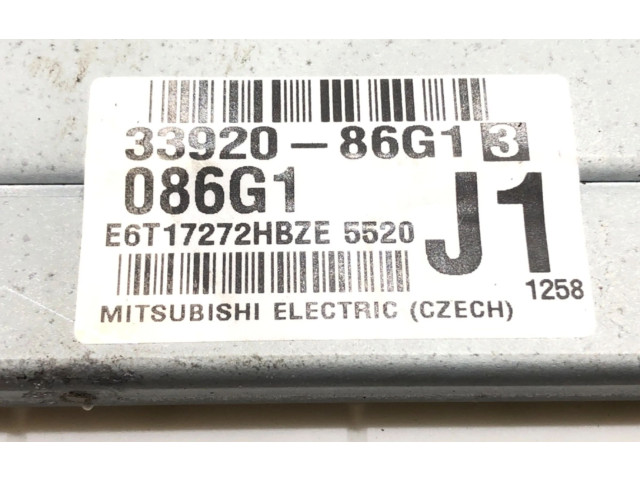 33920-86G1 3
086G1 J1
E6T17272HBZE 5520
1258
MITSUBISHI ELECTRIC (CZECH)